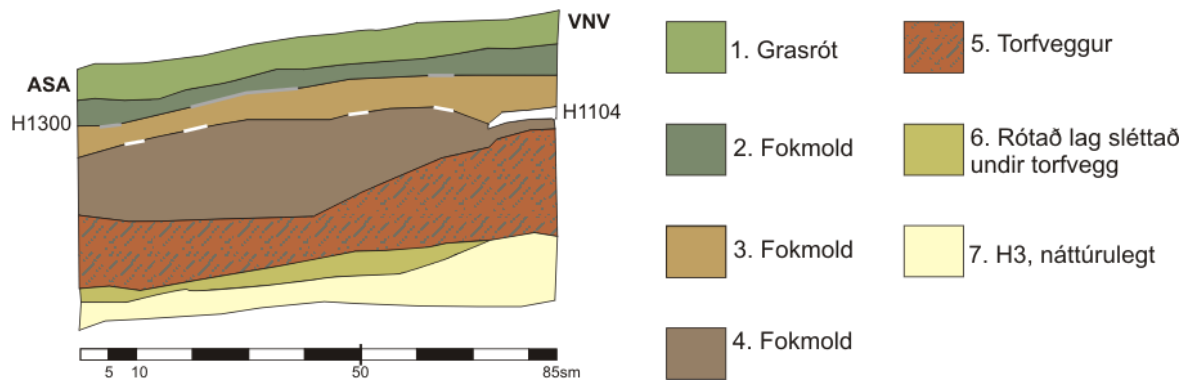 VNV
ASA
H1300
H1104
5 10 50 85sm
1. Grasrót
2. Fokmold
3. Fokmold
4. Fokmold
5. Torfveggur
6. Rótað lag sléttað
undir torfvegg
7. H3, náttúrulegt